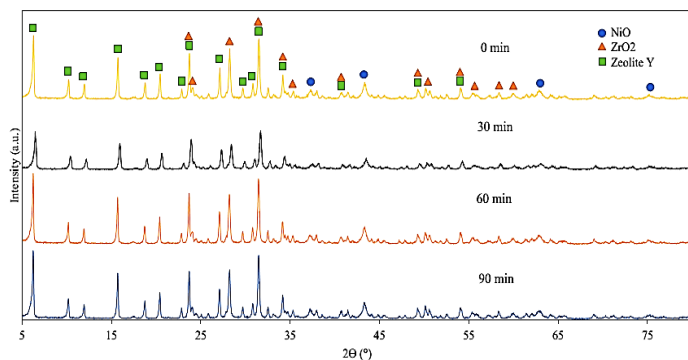 NiO
ZrO2
Zeolite Y
0 min
30 min
60 min
90 min
Intensity (a.u.)
5 15 25 35 45 55 65 75
2Θ (°)